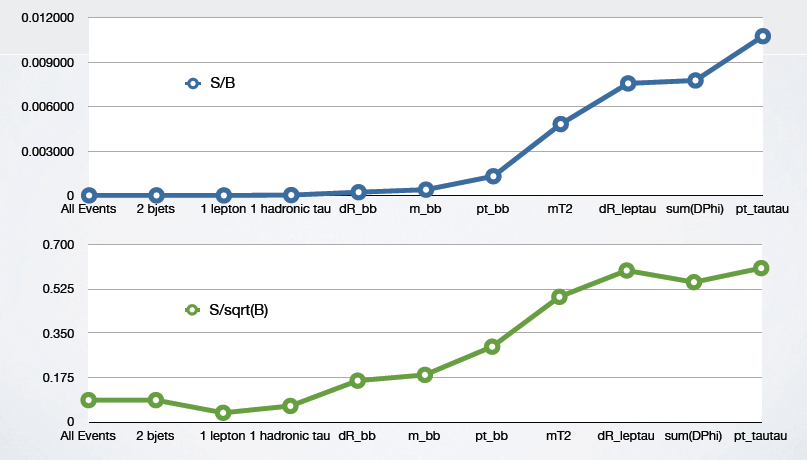 0.012000
0.009000
S/B
0.006000
0.003000
0
All Events 2 bjets 1 lepton 1 hadronic tau dR_bb m_bb pt_bb mT2 dR_leptau sum(DPhi) pt_tautau
0.700
0.525
S/sqrt(B)
0.350
0.175
0
All Events 2 bjets 1 lepton 1 hadronic tau dR_bb m_bb pt_bb mT2 dR_leptau sum(DPhi) pt_tautau